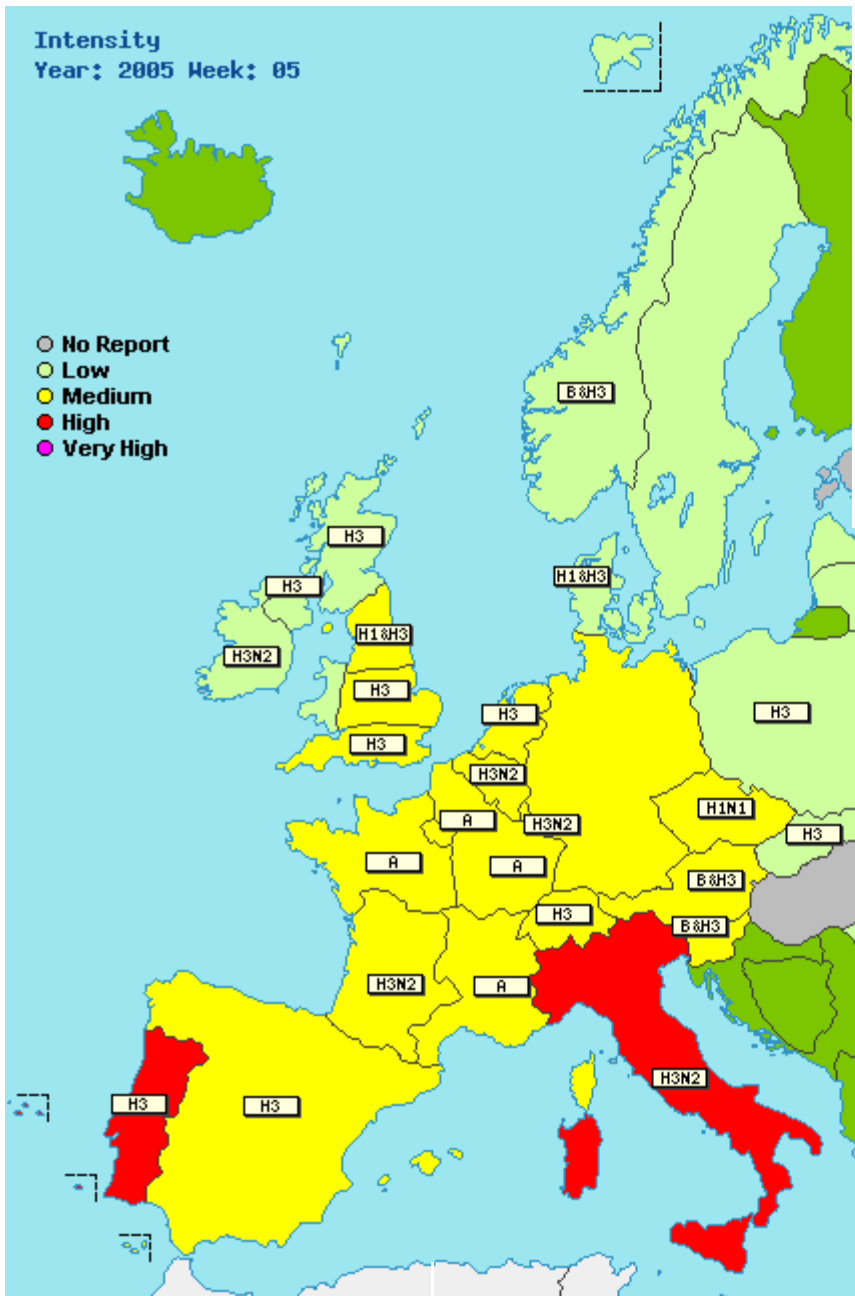 Intensity
Year: 2005 Week: 05
No Report
Low
Medium
High
Very High
B&H3
H3
H1&H3
H3
H1&H3
H3N2
H3
H3
H3
H3
H3N2
H1N1
A
H3N2
H3
A
A
B&H3
H3
B&H3
H3N2
A
H3N2
H3
H3